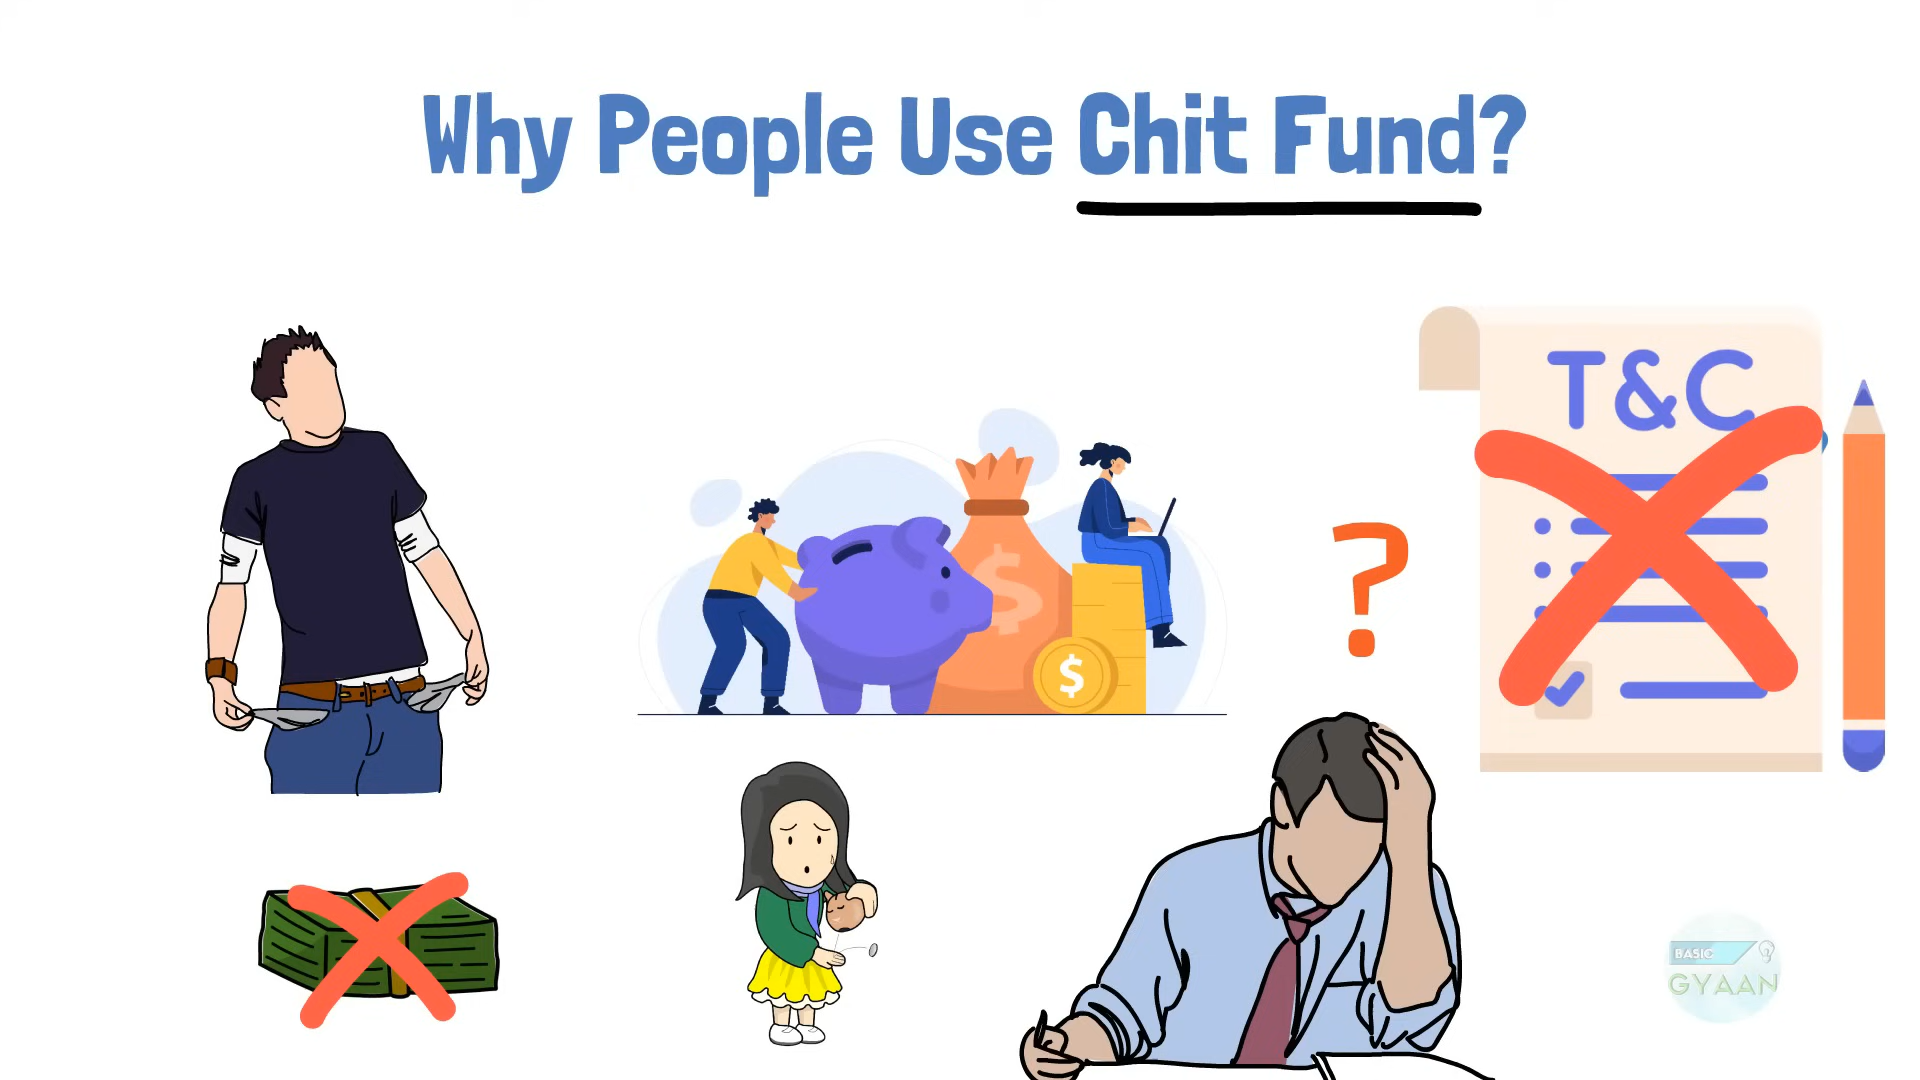 Why People Use Chit Fund?
T&C
$
?
$
BASIC
GYAAN